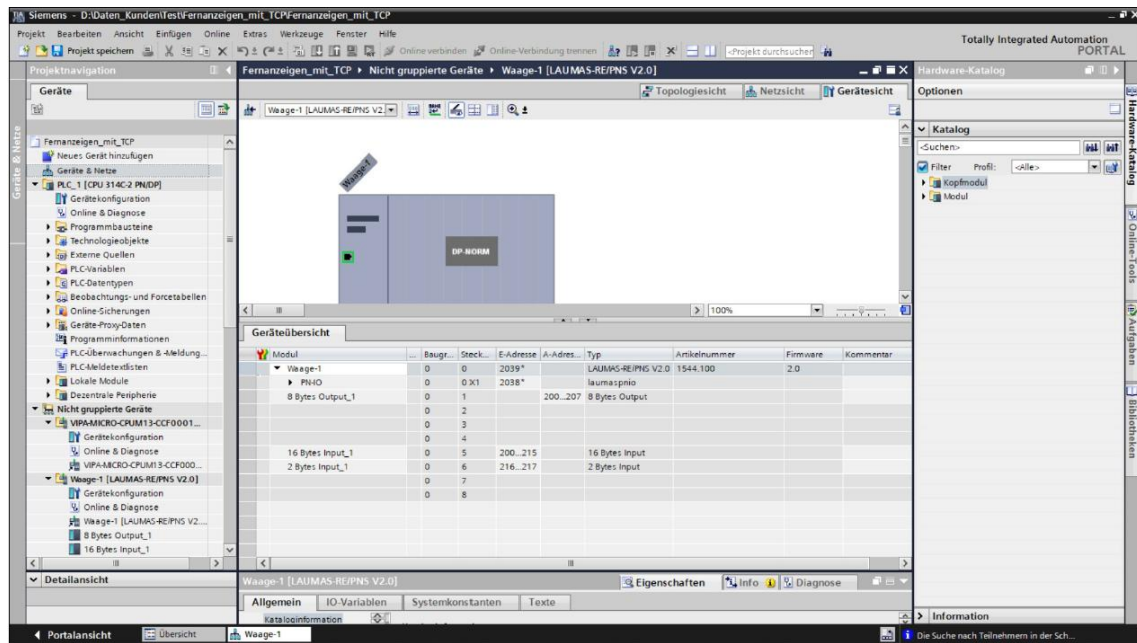 Siemens - D:\Daten_Kunden\Test\Fernanzeigen_mit_TCP\Fernanzeigen_mit_TCP
Projekt Bearbeiten Ansicht Einfügen Online Extras Werkzeuge Fenster Hilfe
Projekt speichern Online verbinden Online-Verbindung trennen <Projekt durchsuchen
Totally Integrated Automation
PORTAL
Projektnavigation
Geräte
Geräte & Netze
Fernanzeigen_mit_TCP
Neues Gerät hinzufügen
Geräte & Netze
PLC_1 [CPU 314C-2 PN/DP]
Gerätekonfiguration
Online & Diagnose
Programmbausteine
Technologieobjekte
Externe Quellen
PLC-Variablen
PLC-Datentypen
Beobachtungs- und Forcetabellen
Online-Sicherungen
Geräte-Proxy-Daten
Programminformationen
PLC-Überwachungen & -Meldung...
PLC-Meldetextlisten
Lokale Module
Dezentrale Peripherie
Nicht gruppierte Geräte
VIPA-MICRO-CPUM13-CCF0001...
Gerätekonfiguration
Online & Diagnose
VIPA-MICRO-CPUM13-CCF000...
Waage-1 [LAUMAS-RE/PNS V2.0]
Gerätekonfiguration
Online & Diagnose
Waage-1 [LAUMAS-RE/PNS V2....
8 Bytes Output_1
16 Bytes Input_1
Detailansicht
Fernanzeigen_mit_TCP Nicht gruppierte Geräte Waage-1 [LAUMAS-RE/PNS V2.0]
Topologiesicht Netzsicht Gerätesicht
Waage-1 [LAUMAS-RE/PNS V2
Waage-1
DP-NORM
100%
Geräteübersicht
Modul ... Baugr... Steck... E-Adresse A-Adres... Typ Artikelnummer Firmware Kommentar
Waage-1 0 0 2039* LAUMAS-RE/PNS V2.0 1544.100 2.0
PN-IO 0 0 X1 2038* laumaspnio
8 Bytes Output_1 0 1 200...207 8 Bytes Output
0 2
0 3
0 4
16 Bytes Input_1 0 5 200...215 16 Bytes Input
2 Bytes Input_1 0 6 216...217 2 Bytes Input
0 7
0 8
Waage-1 [LAUMAS-RE/PNS V2.0]
Eigenschaften Info Diagnose
Allgemein IO-Variablen Systemkonstanten Texte
Kataloginformation
Hardware-Katalog
Optionen
Katalog
<Suchen>
Filter Profil: <Alle>
Kopfmodul
Modul
Information
Hardware-Katalog
Online-Tools
Aufgaben
Bibliotheken
Portalansicht Übersicht Waage-1
Die Suche nach Teilnehmern in der Sch...